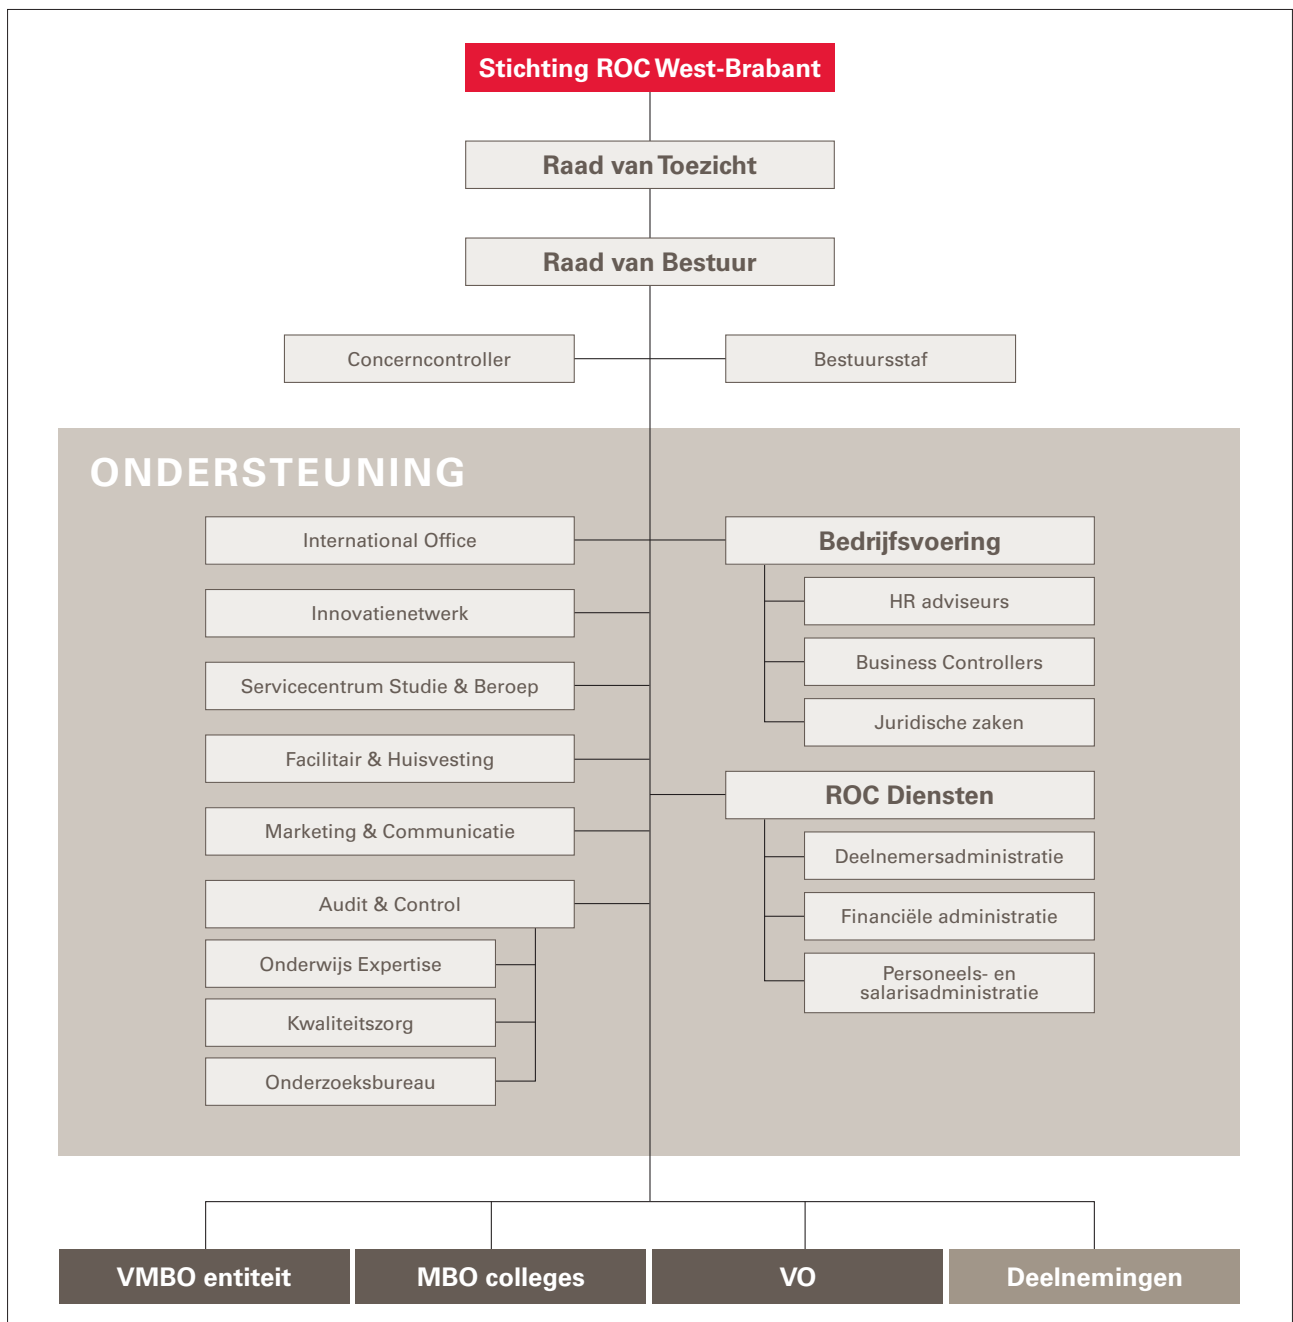 Stichting ROC West-Brabant
Raad van Toezicht
Raad van Bestuur
Concerncontroller
Bestuursstaf
ONDERSTEUNING
International Office
Innovatienetwerk
Servicecentrum Studie & Beroep
Facilitair & Huisvesting
Marketing & Communicatie
Audit & Control
Onderwijs Expertise
Kwaliteitszorg
Onderzoeksbureau
Bedrijfsvoering
HR adviseurs
Business Controllers
Juridische zaken
ROC Diensten
Deelnemersadministratie
Financiële administratie
Personeels- en
salarisadministratie
VMBO entiteit
MBO colleges
VO
Deelnemingen